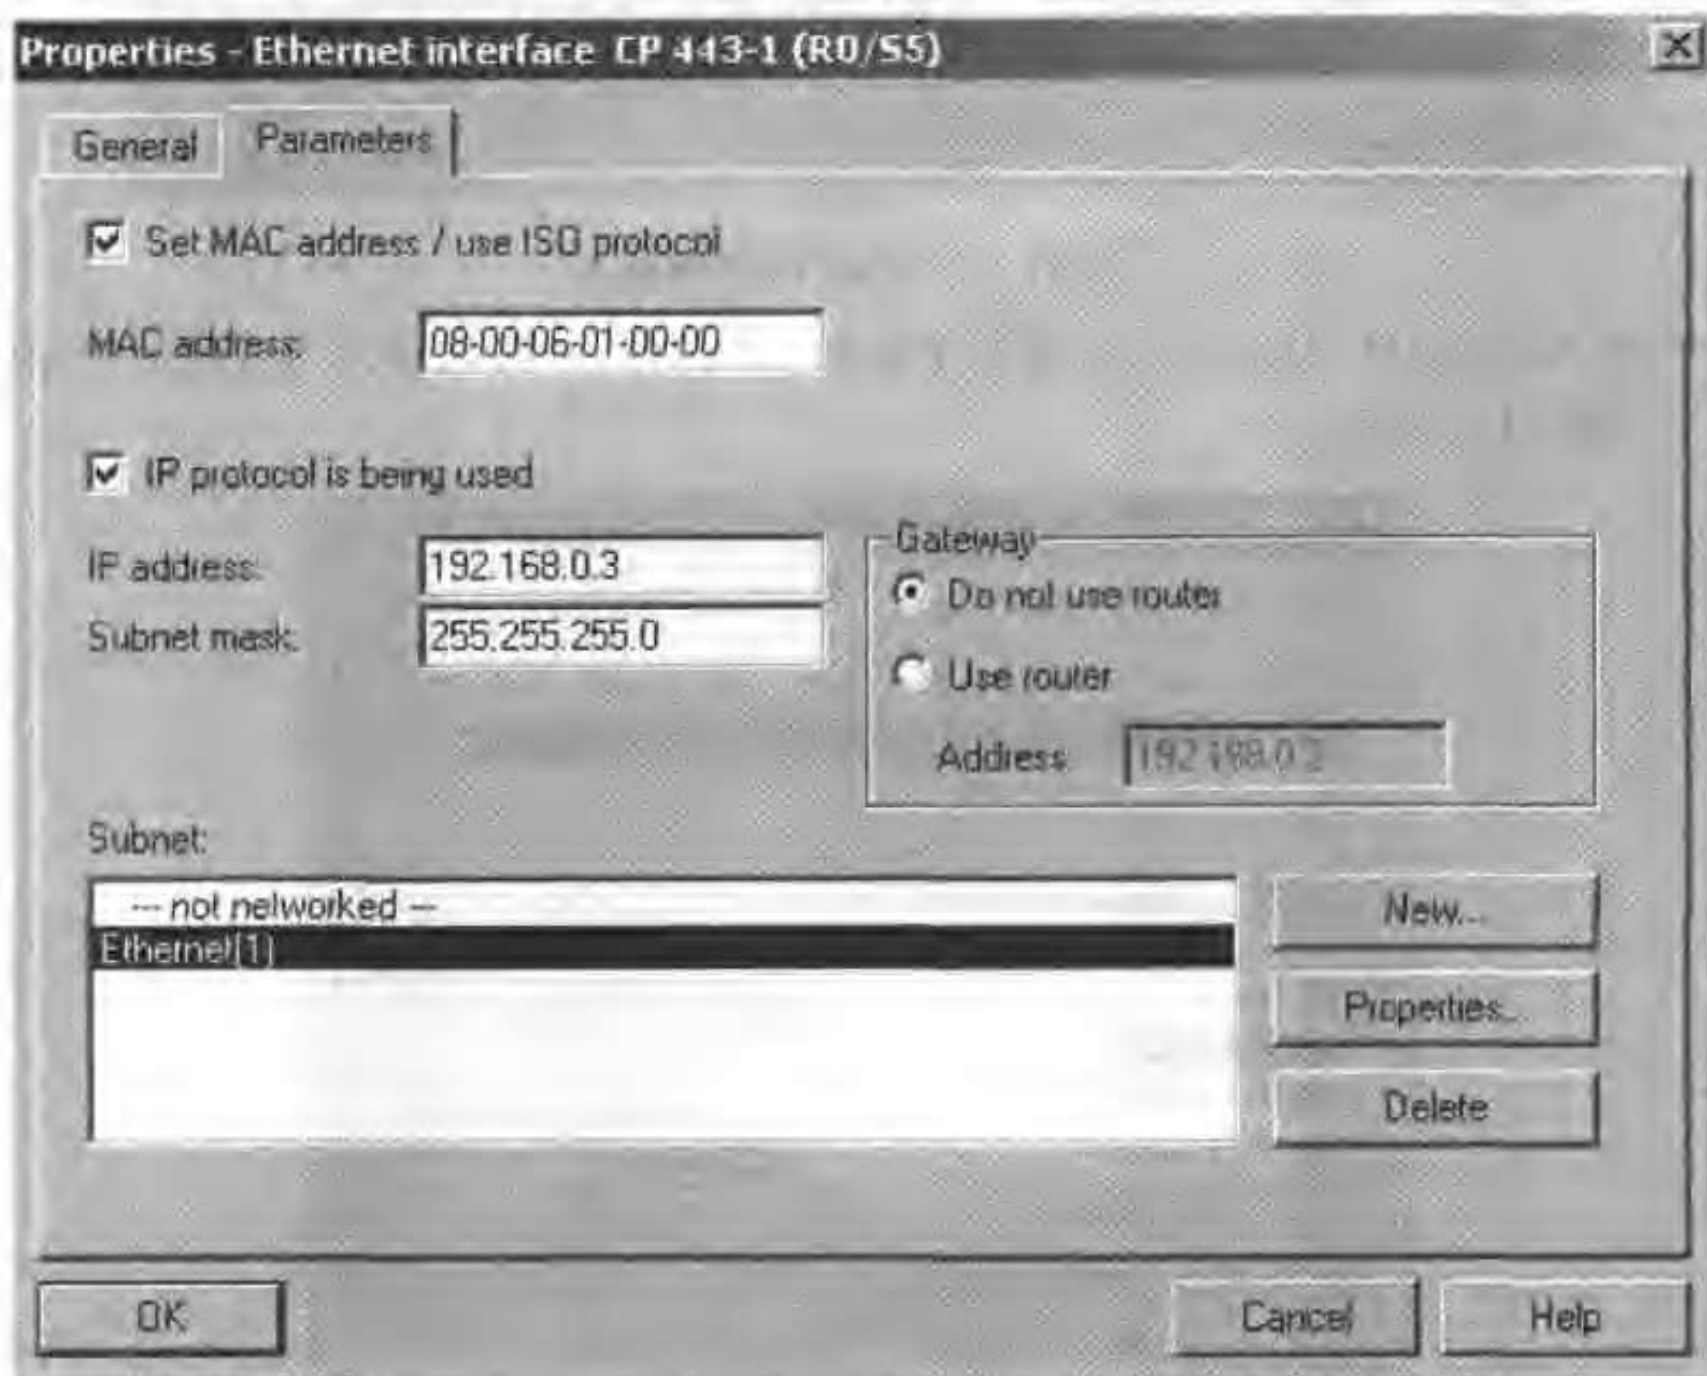 Properties - Ethernet interface CP 443-1 (R0/S5)
General Parameters
Set MAC address / use ISO protocol
MAC address: 08-00-06-01-00-00
IP protocol is being used
IP address: 192.168.0.3
Subnet mask: 255.255.255.0
Gateway
Do not use router
Use router
Address
Subnet:
--- not networked ---
Ethernet(1)
New...
Properties...
Delete
OK Cancel Help